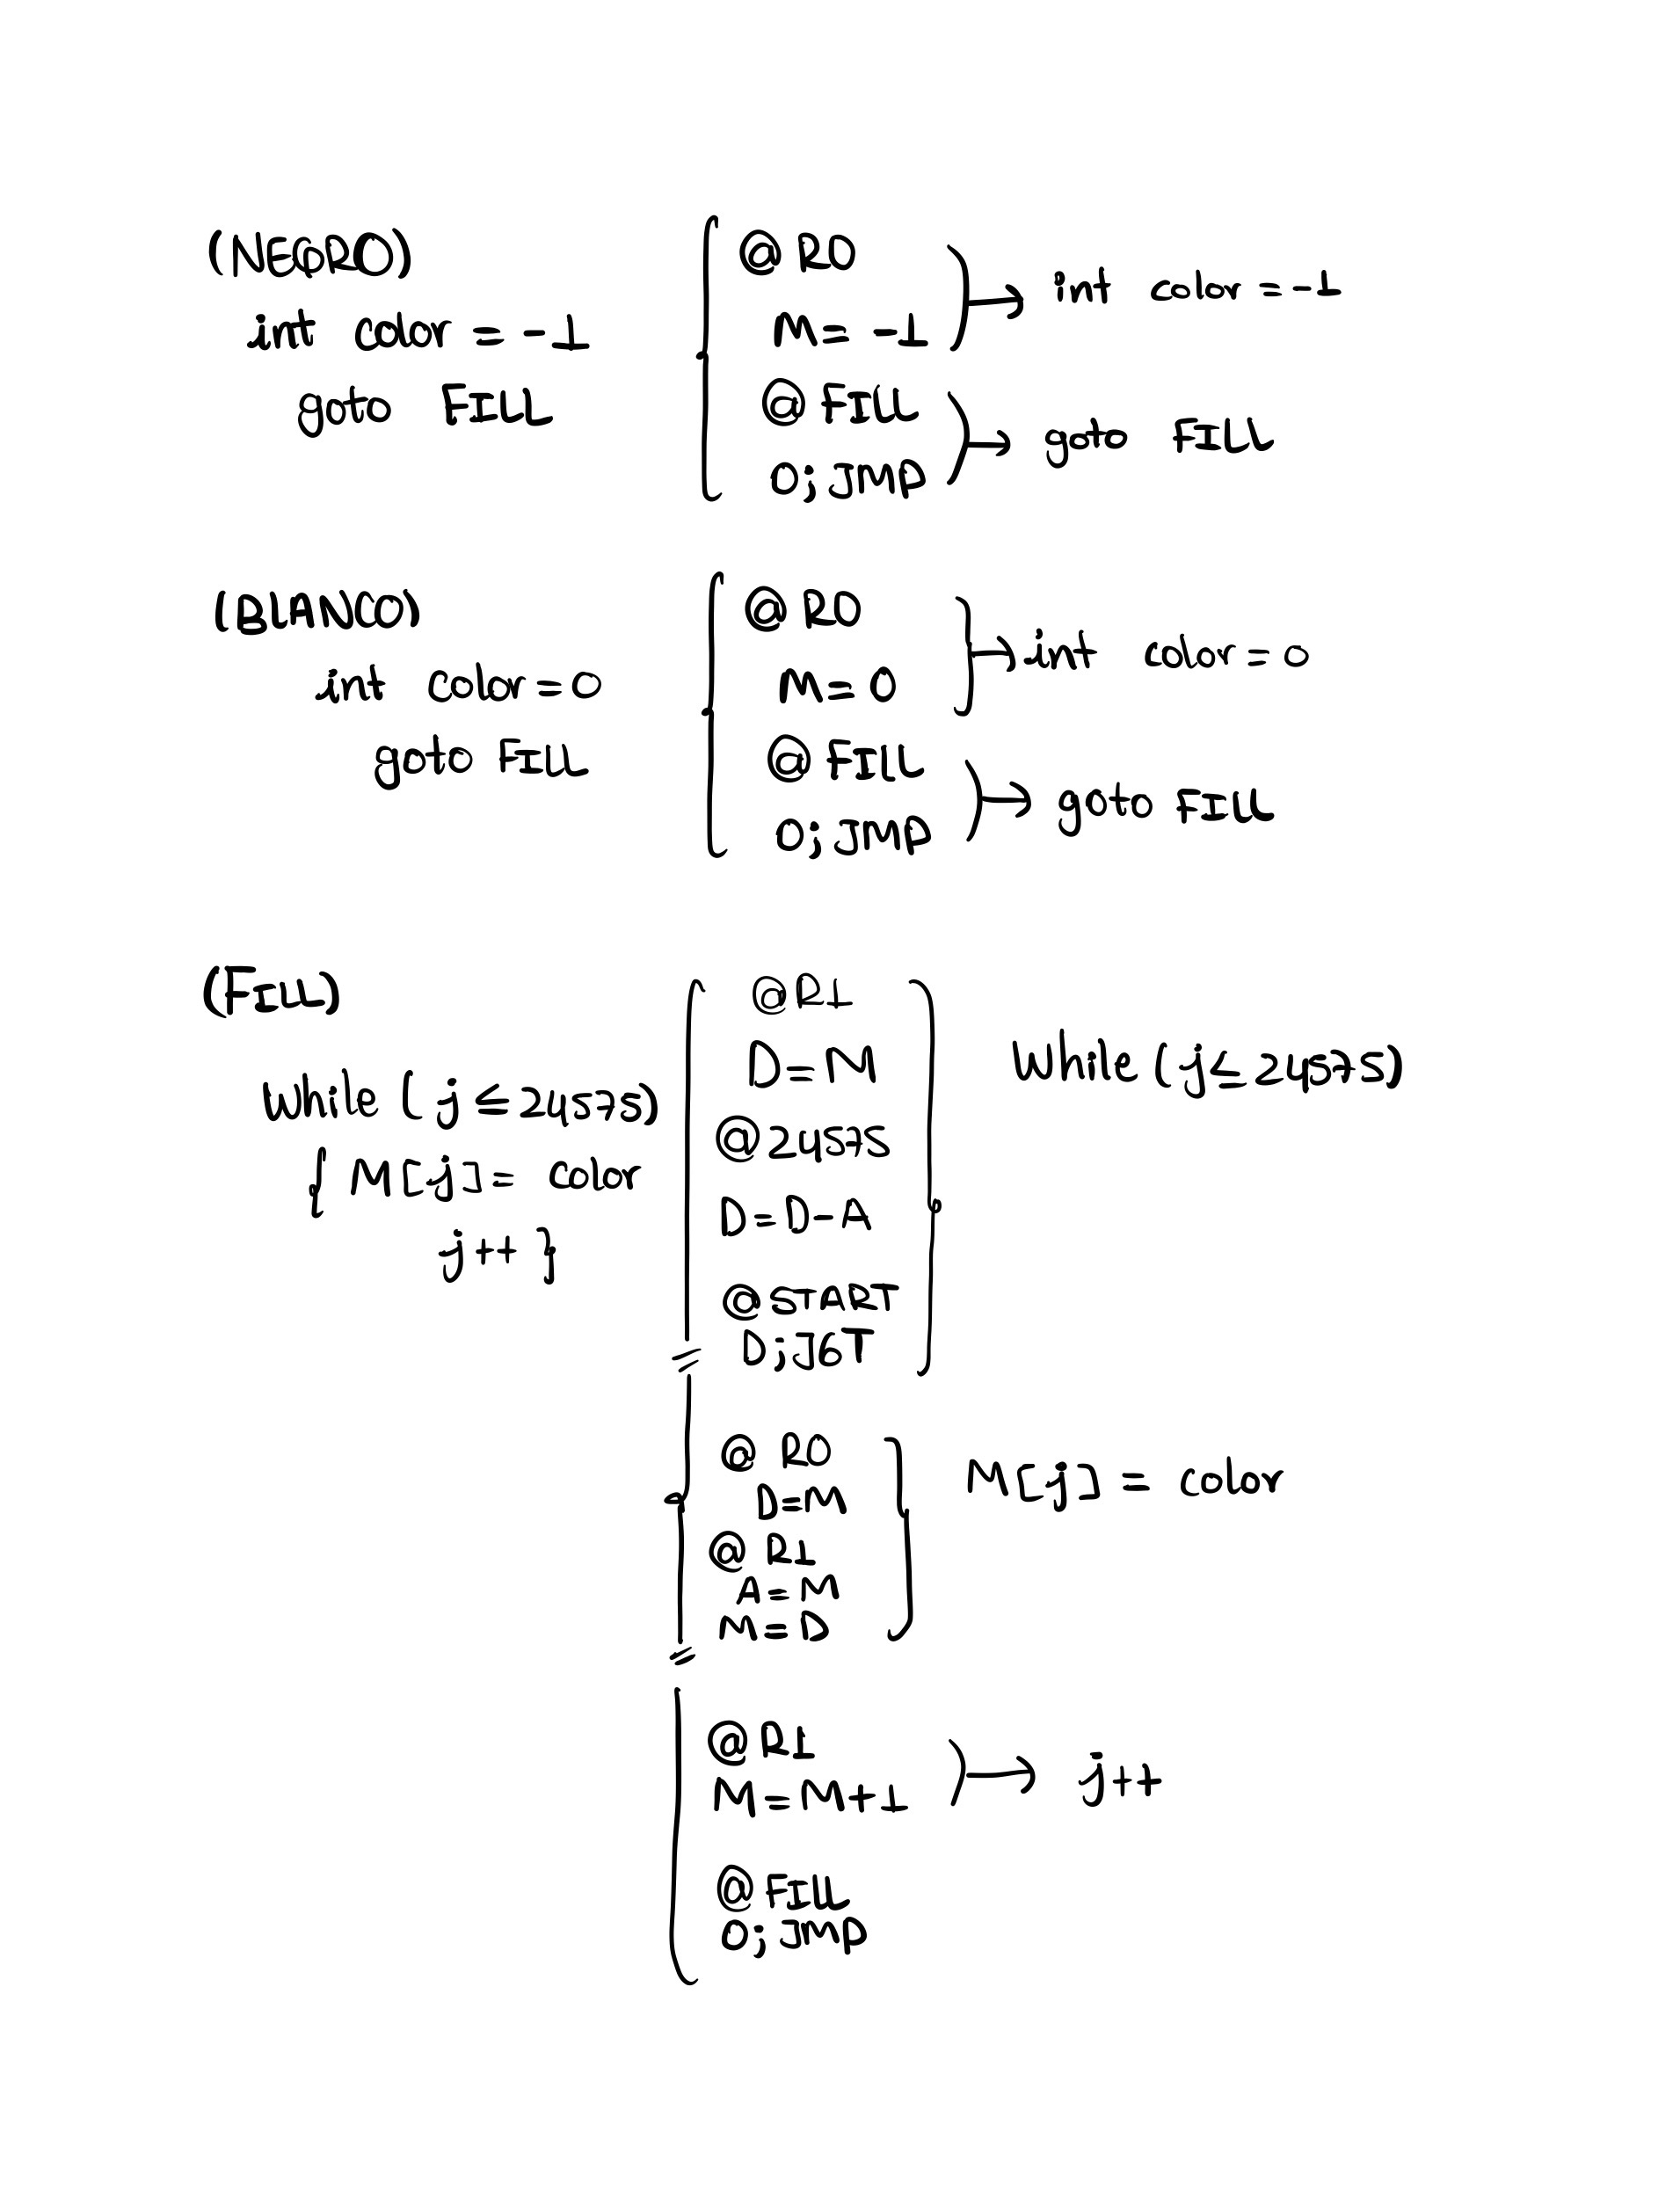 (NEGRO)
int color = -1
goto FILL
@ R0
M = -1
@ FILL
0; JMP
int color = -1
goto FILL
(BLANCO)
int color = 0
goto FILL
@ R0
M = 0
@ FILL
0; JMP
int color = 0
goto FILL
(FILL)
while ( j ≤ 24575)
{ M[j] = color
j++ }
@R1
D = M
@24575
D = D - A
@START
D; JGT
While (j ≤ 24575)
@ R0
D = M
@ R1
A = M
M = D
M[j] = color
@ R1
M = M + 1
j++
@ FILL
0; JMP